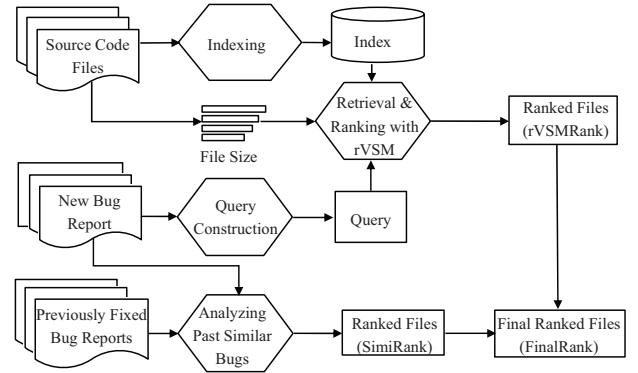 Source Code
Files
Indexing
Index
File Size
Retrieval &
Ranking with
rVSM
Ranked Files
(rVSMRank)
New Bug
Report
Query
Construction
Query
Previously Fixed
Bug Reports
Analyzing
Past Similar
Bugs
Ranked Files
(SimiRank)
Final Ranked Files
(FinalRank)